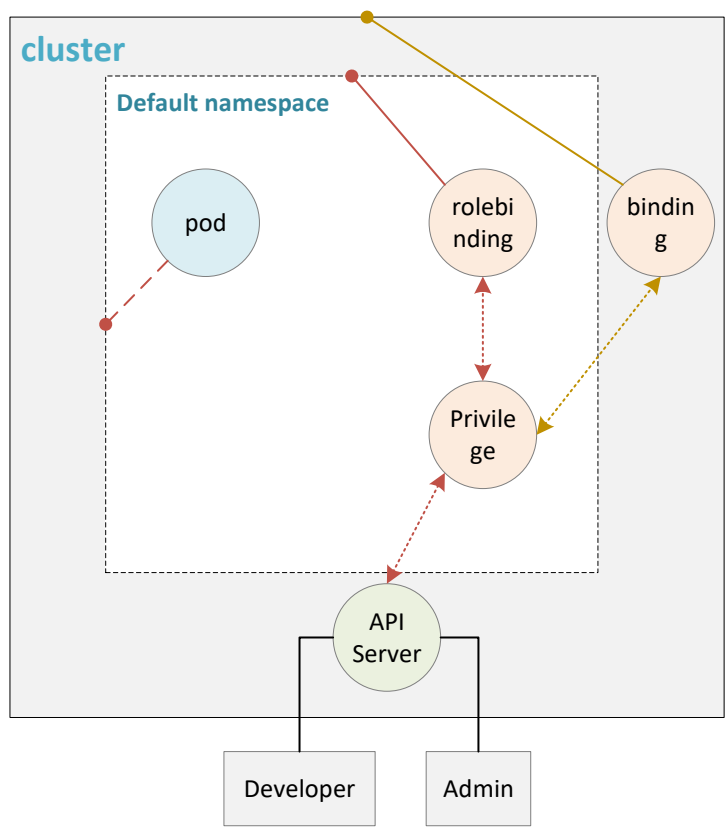 cluster
Default namespace
pod
rolebi
nding
bindin
g
Privile
ge
API
Server
Developer
Admin